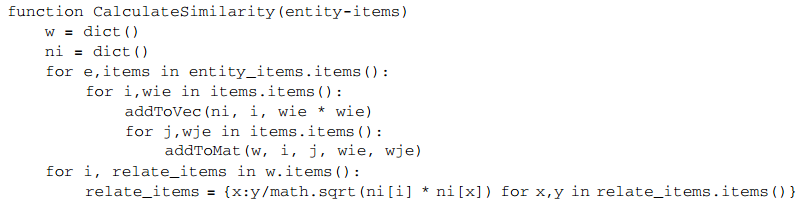 function CalculateSimilarity(entity-items)
    w = dict()
    ni = dict()
    for e,items in entity_items.items():
        for i,wie in items.items():
            addToVec(ni, i, wie * wie)
            for j,wje in items.items():
                addToMat(w, i, j, wie, wje)
    for i, relate_items in w.items():
        relate_items = {x:y/math.sqrt(ni[i] * ni[x]) for x,y in relate_items.items()}